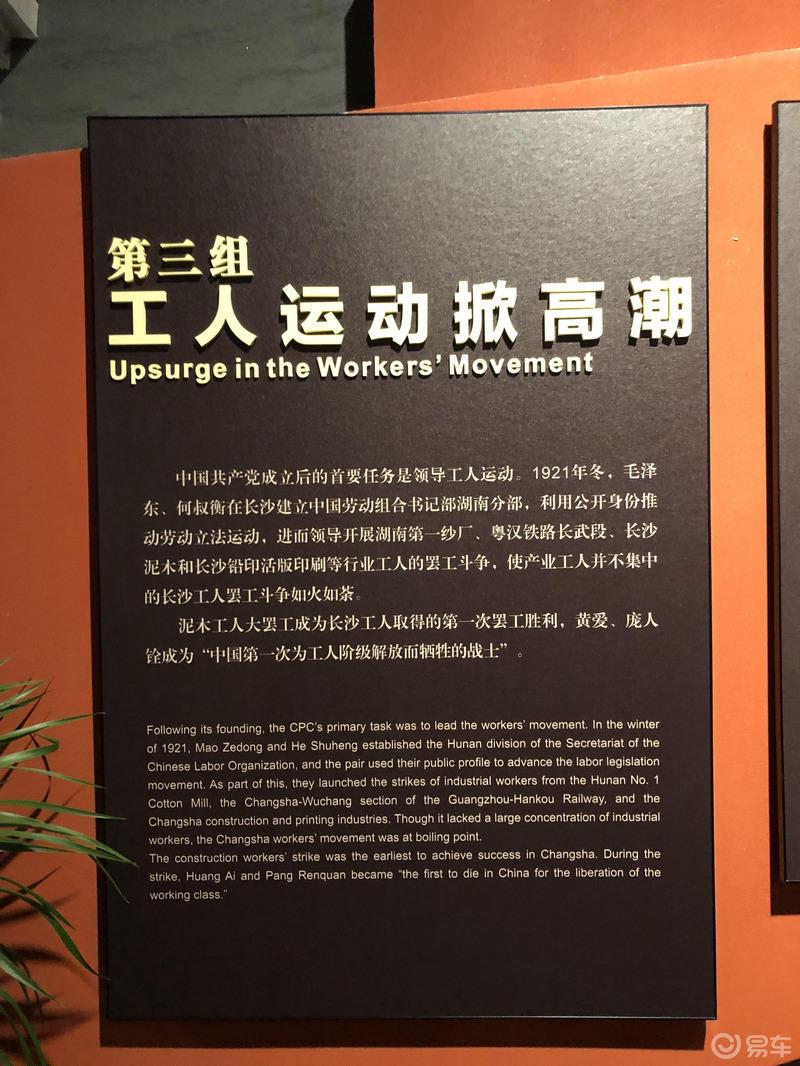 第三组
工人运动掀高潮
Upsurge in the Workers' Movement
中国共产党成立后的首要任务是领导工人运动。1921年冬，毛泽
东、何叔衡在长沙建立中国劳动组合书记部湖南分部，利用公开身份推
动劳动立法运动，进而领导开展湖南第一纱厂、粤汉铁路长武段、长沙
泥木和长沙铅印活版印刷等行业工人的罢工斗争，使产业工人并不集中
的长沙工人罢工斗争如火如荼。
泥木工人大罢工成为长沙工人取得的第一次罢工胜利，黄爱、庞人
铨成为“中国第一次为工人阶级解放而牺牲的战士”。
Following its founding, the CPC's primary task was to lead the workers' movement. In the winter
of 1921, Mao Zedong and He Shuheng established the Hunan division of the Secretariat of the
Chinese Labor Organization, and the pair used their public profile to advance the labor legislation
movement. As part of this, they launched the strikes of industrial workers from the Hunan No. 1
Cotton Mill, the Changsha-Wuchang section of the Guangzhou-Hankou Railway, and the
Changsha construction and printing industries. Though it lacked a large concentration of industrial
workers, the Changsha workers' movement was at boiling point.
The construction workers' strike was the earliest to achieve success in Changsha. During the
strike, Huang Ai and Pang Renquan became “the first to die in China for the liberation of the
working class.”
易车